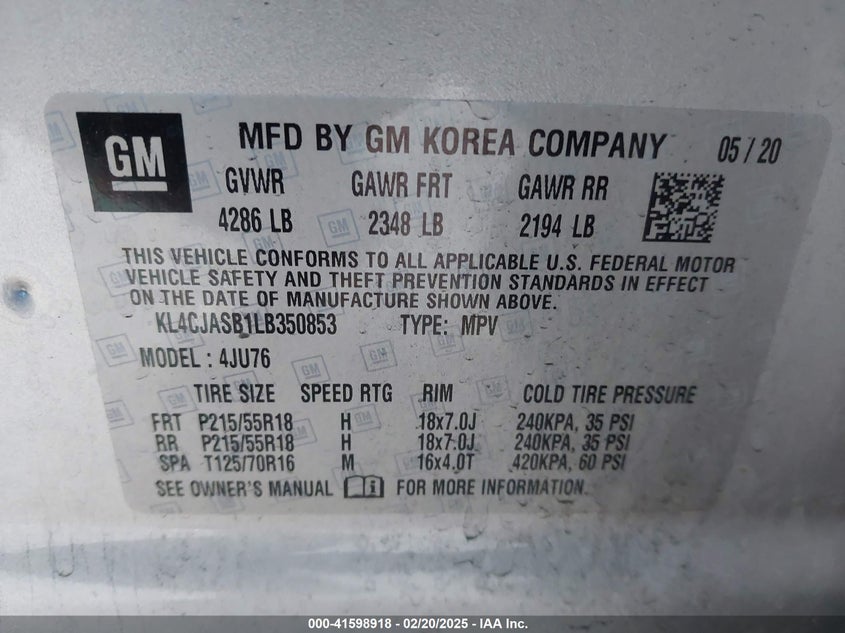 GM
MFD BY GM KOREA COMPANY 05 / 20
GVWR GAWR FRT GAWR RR
4286 LB 2348 LB 2194 LB
THIS VEHICLE CONFORMS TO ALL APPLICABLE U.S. FEDERAL MOTOR
VEHICLE SAFETY AND THEFT PREVENTION STANDARDS IN EFFECT
ON THE DATE OF MANUFACTURE SHOWN ABOVE.
KL4CJASB1LB350853 TYPE: MPV
MODEL : 4JU76
TIRE SIZE SPEED RTG RIM COLD TIRE PRESSURE
FRT P215/55R18 H 18x7.0J 240KPA, 35 PSI
RR P215/55R18 H 18x7.0J 240KPA, 35 PSI
SPA T125/70R16 M 16x4.0T 420KPA, 60 PSI
SEE OWNER'S MANUAL FOR MORE INFORMATION.
000-41598918 - 02/20/2025 - IAA Inc.